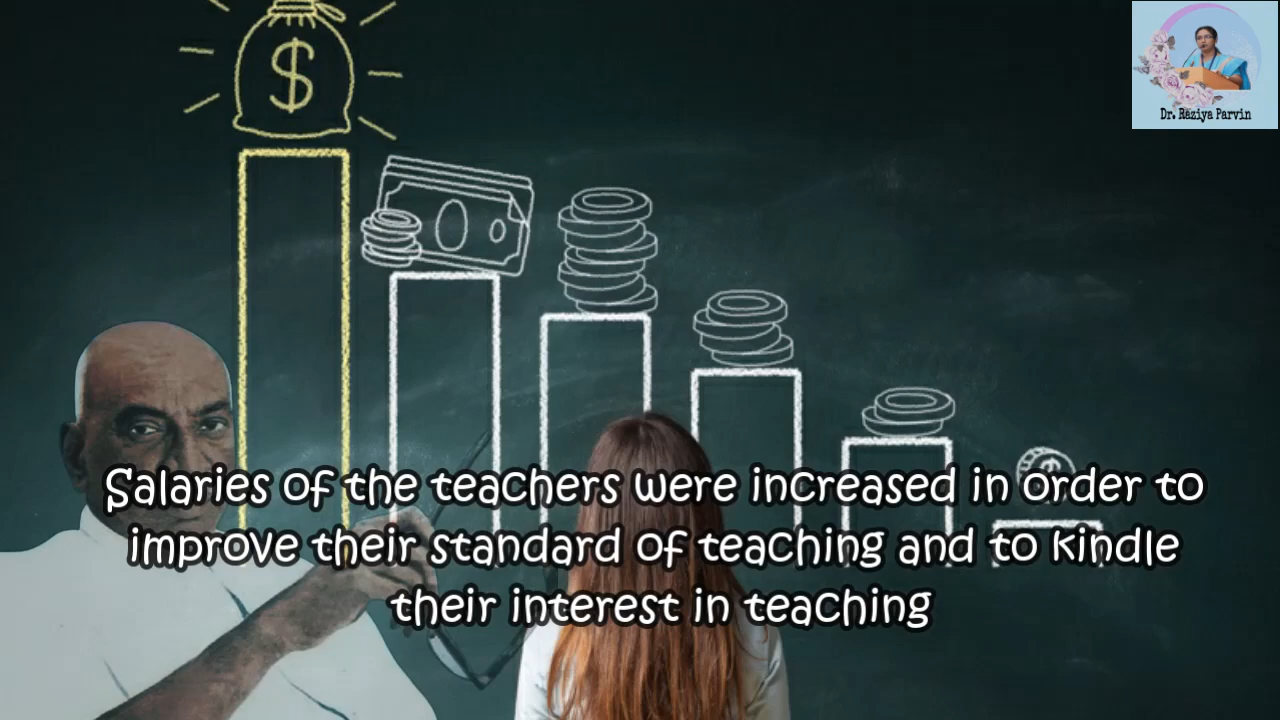 $
Dr. Raziya Parvin
Salaries of the teachers were increased in order to
improve their standard of teaching and to kindle
their interest in teaching